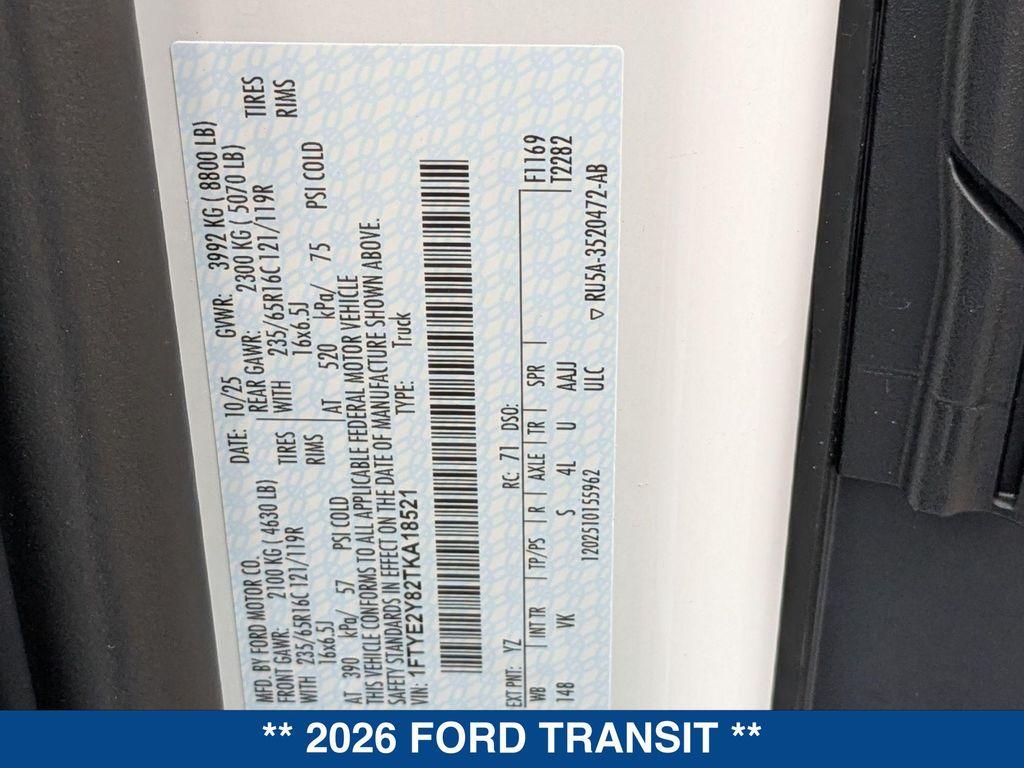 MFD. BY FORD MOTOR CO.
DATE: 10/25 GVWR: 3992 KG ( 8800 LB)
FRONT GAWR: 2100 KG ( 4630 LB)
REAR GAWR: 2300 KG ( 5070 LB)
WITH 235/65R16C 121/119R TIRES
WITH 235/65R16C 121/119R TIRES
16x6.5J RIMS
16x6.5J RIMS
AT 390 kPa/ 57 PSI COLD
AT 520 kPa/ 75 PSI COLD
THIS VEHICLE CONFORMS TO ALL APPLICABLE FEDERAL MOTOR VEHICLE
SAFETY STANDARDS IN EFFECT ON THE DATE OF MANUFACTURE SHOWN ABOVE.
VIN: 1FTYE2Y82TKA18521
TYPE: Truck
EXT PNT: YZ RC: 71 DSO:
F1169
T2282
WB INT TR TP/PS R AXLE TR SPR
148 VK S 4L U AAJJ
ULC
1202510155962
▽ RU5A-3520472-AB
** 2026 FORD TRANSIT **